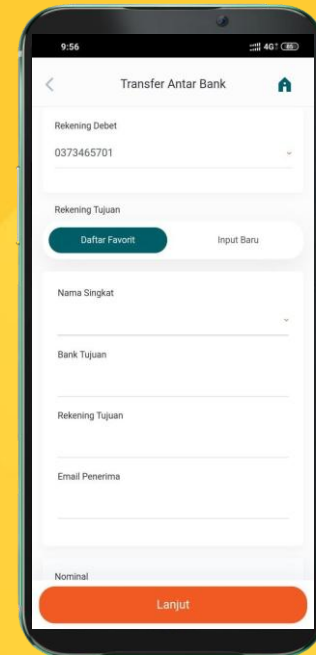 9:56
4G
85
Transfer Antar Bank
Rekening Debet
0373465701
Rekening Tujuan
Daftar Favorit Input Baru
Nama Singkat
Bank Tujuan
Rekening Tujuan
Email Penerima
Nominal
Lanjut